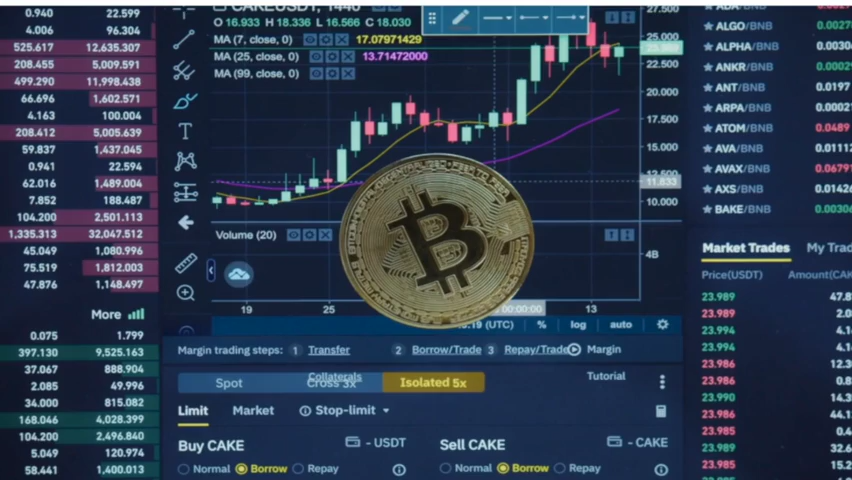 0.940 22.599
4.006 96.304
525.617 12,635.307
208.455 5,009.591
499.290 11,998.438
66.696 1,602.571
4.163 100.004
208.412 5,005.639
59.837 1,437.045
0.941 22.594
62.016 1,489.004
7.852 188.487
104.200 2,501.113
1,335.313 32,047.512
45.049 1,080.996
75.519 1,812.003
47.876 1,148.497
More
0.075 1.799
397.130 9,525.163
37.067 888.904
2.085 49.996
34.000 815.082
168.046 4,028.399
104.200 2,496.840
5.049 120.974
58.441 1,400.013
CAKEUSDT, 1440
O 16.933 H 18.336 L 16.566 C 18.030
MA (7, close, 0) 17.07971429
MA (25, close, 0) 13.71472000
MA (99, close, 0)
Volume (20)
27.500
22.500
20.000
17.500
15.000
12.500
11.833
10.000
4B
19 25 00:00:00 13
(UTC) % log auto
Margin trading steps: 1 Transfer 2 Borrow/Trade 3 Repay/Trade Margin
Collaterals Tutorial
Spot Cross 3x Isolated 5x
Limit Market Stop-limit
Buy CAKE - USDT Sell CAKE - CAKE
Normal Borrow Repay Normal Borrow Repay
ADA/BNB
ALGO/BNB
ALPHA/BNB
ANKR/BNB
ANT/BNB 0.0197
ARPA/BNB
ATOM/BNB 0.0489
AVA/BNB
AVAX/BNB
AXS/BNB
BAKE/BNB
Market Trades My Trad
Price(USDT) Amount(CAK
23.989
23.989
23.994
23.994
23.986
23.986
23.990
23.986
23.985
23.989
23.985